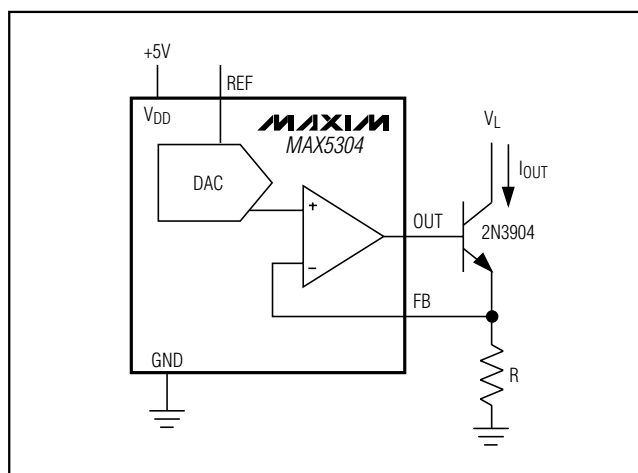 +5V
REF
V_DD
MAXIM
MAX5304
DAC
+
−
OUT
FB
GND
V_L
I_OUT
2N3904
R